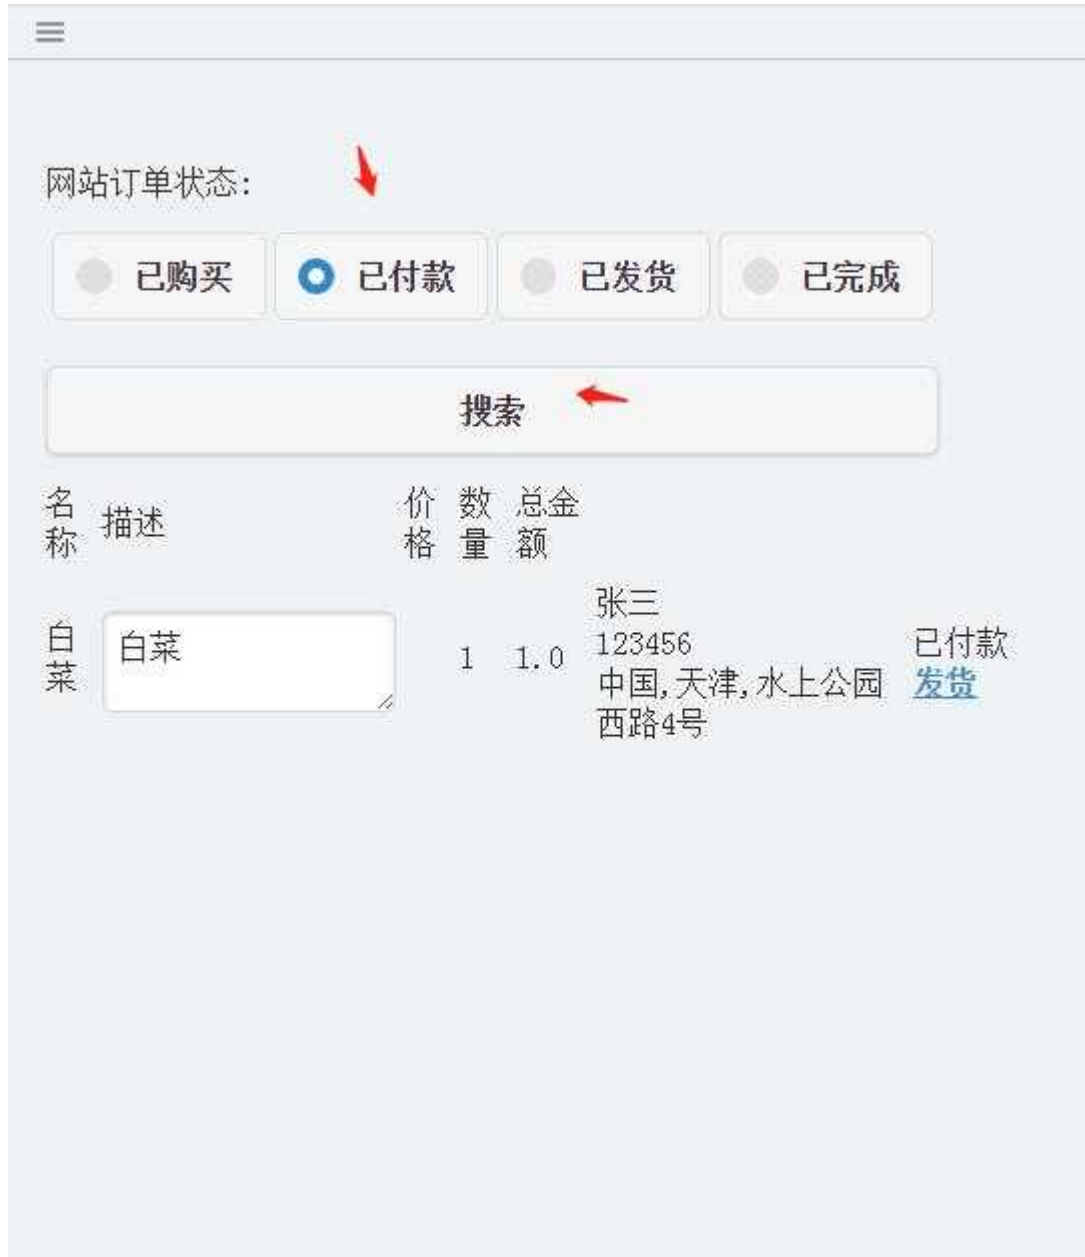 网站订单状态:
已购买 已付款 已发货 已完成
搜索
名称 描述 价格 数量 总金额
白菜 白菜 1 1.0 张三
123456
中国,天津,水上公园
西路4号
已付款
发货